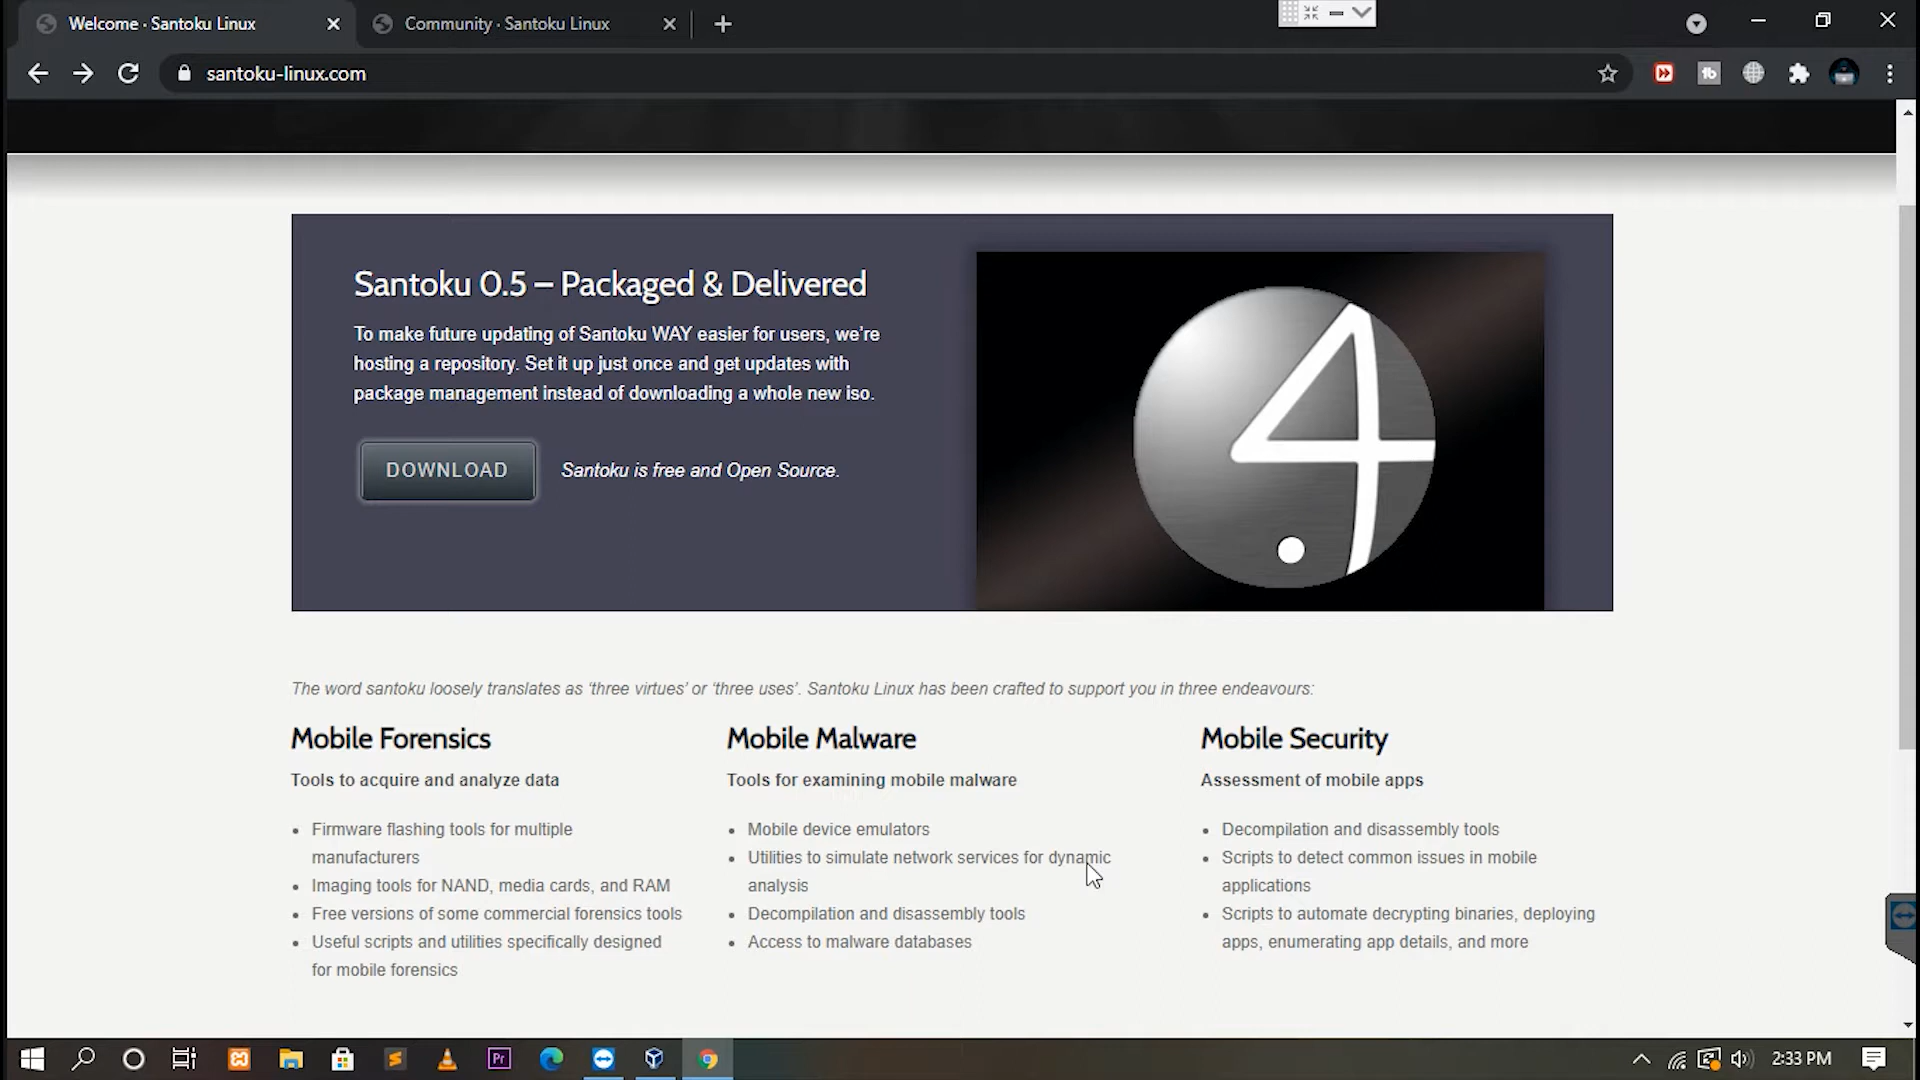 Welcome · Santoku Linux
Community · Santoku Linux
santoku-linux.com
Santoku 0.5 – Packaged & Delivered
To make future updating of Santoku WAY easier for users, we’re
hosting a repository. Set it up just once and get updates with
package management instead of downloading a whole new iso.
DOWNLOAD
Santoku is free and Open Source.
4
The word santoku loosely translates as ‘three virtues’ or ‘three uses’. Santoku Linux has been crafted to support you in three endeavours:
Mobile Forensics
Tools to acquire and analyze data
• Firmware flashing tools for multiple
manufacturers
• Imaging tools for NAND, media cards, and RAM
• Free versions of some commercial forensics tools
• Useful scripts and utilities specifically designed
for mobile forensics
Mobile Malware
Tools for examining mobile malware
• Mobile device emulators
• Utilities to simulate network services for dynamic
analysis
• Decompilation and disassembly tools
• Access to malware databases
Mobile Security
Assessment of mobile apps
• Decompilation and disassembly tools
• Scripts to detect common issues in mobile
applications
• Scripts to automate decrypting binaries, deploying
apps, enumerating app details, and more
Pr
2:33 PM